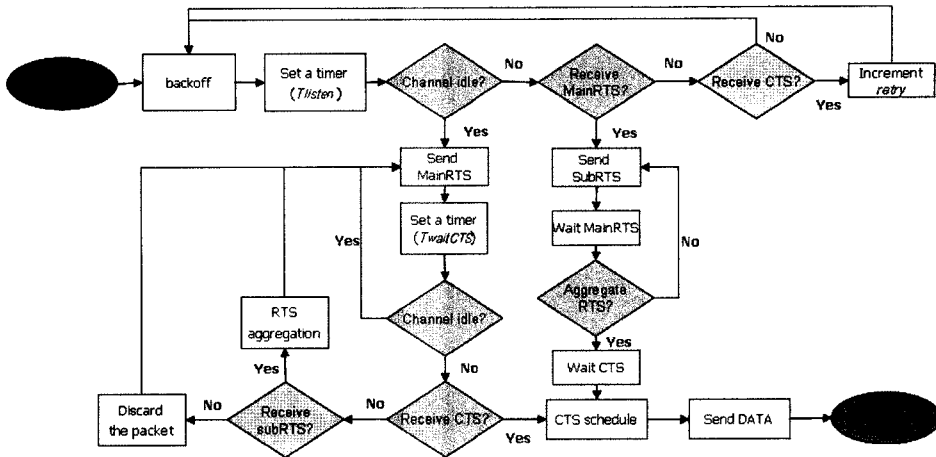 No
backoff
Set a timer
(Tlisten)
Channel idle?
No
Receive
MainRTS?
No
Receive CTS?
Yes
Increment
retry
Yes
Yes
Send
MainRTS
Send
SubRTS
Set a timer
(TwaitCTS)
Yes
Wait MainRTS
No
RTS
aggregation
Channel idle?
Aggregate
RTS?
Yes
Yes
No
Wait CTS
Discard
the packet
No
Receive
subRTS?
No
Receive CTS?
Yes
CTS schedule
Send DATA